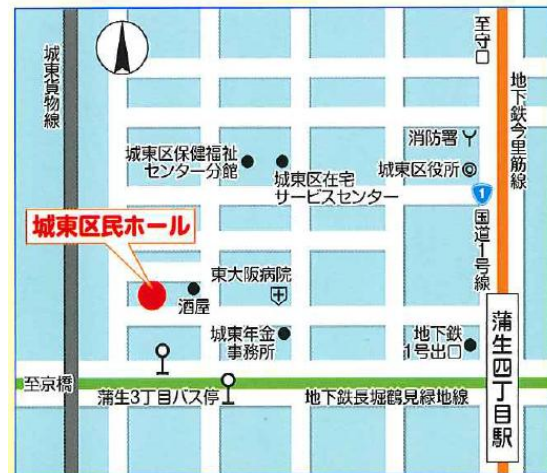 城東貨物線
至守口
地下鉄今里筋線
消防署
城東区役所
城東区保健福祉
センター分館
城東区在宅
サービスセンター
1
国道1号線
城東区民ホール
東大阪病院
酒屋
城東年金
事務所
地下鉄
1号出口
蒲生四丁目駅
至京橋
蒲生3丁目バス停
地下鉄長堀鶴見緑地線